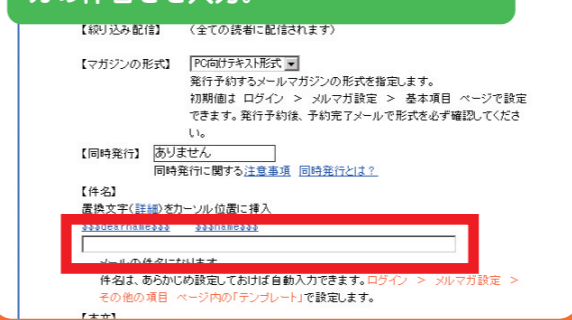 【絞り込み配信】 〈全ての読者に配信されます〉
【マガジンの形式】 PC向けテキスト形式
発行予約するメールマガジンの形式を指定します。
初期値は ログイン > メルマガ設定 > 基本項目 ページで設定
できます。発行予約後、予約完了メールで形式を必ず確認してくださ
い。
【同時発行】 ありません
同時発行に関する注意事項 同時発行とは?
【件名】
置換文字(詳細)をカーソル位置に挿入
$$$dearname$$$ $$$name$$$
メールの件名になります
件名は、あらかじめ設定しておけば自動入力できます。ログイン > メルマガ設定 >
その他の項目 ページ内の「テンプレート」で設定します。
【本文】